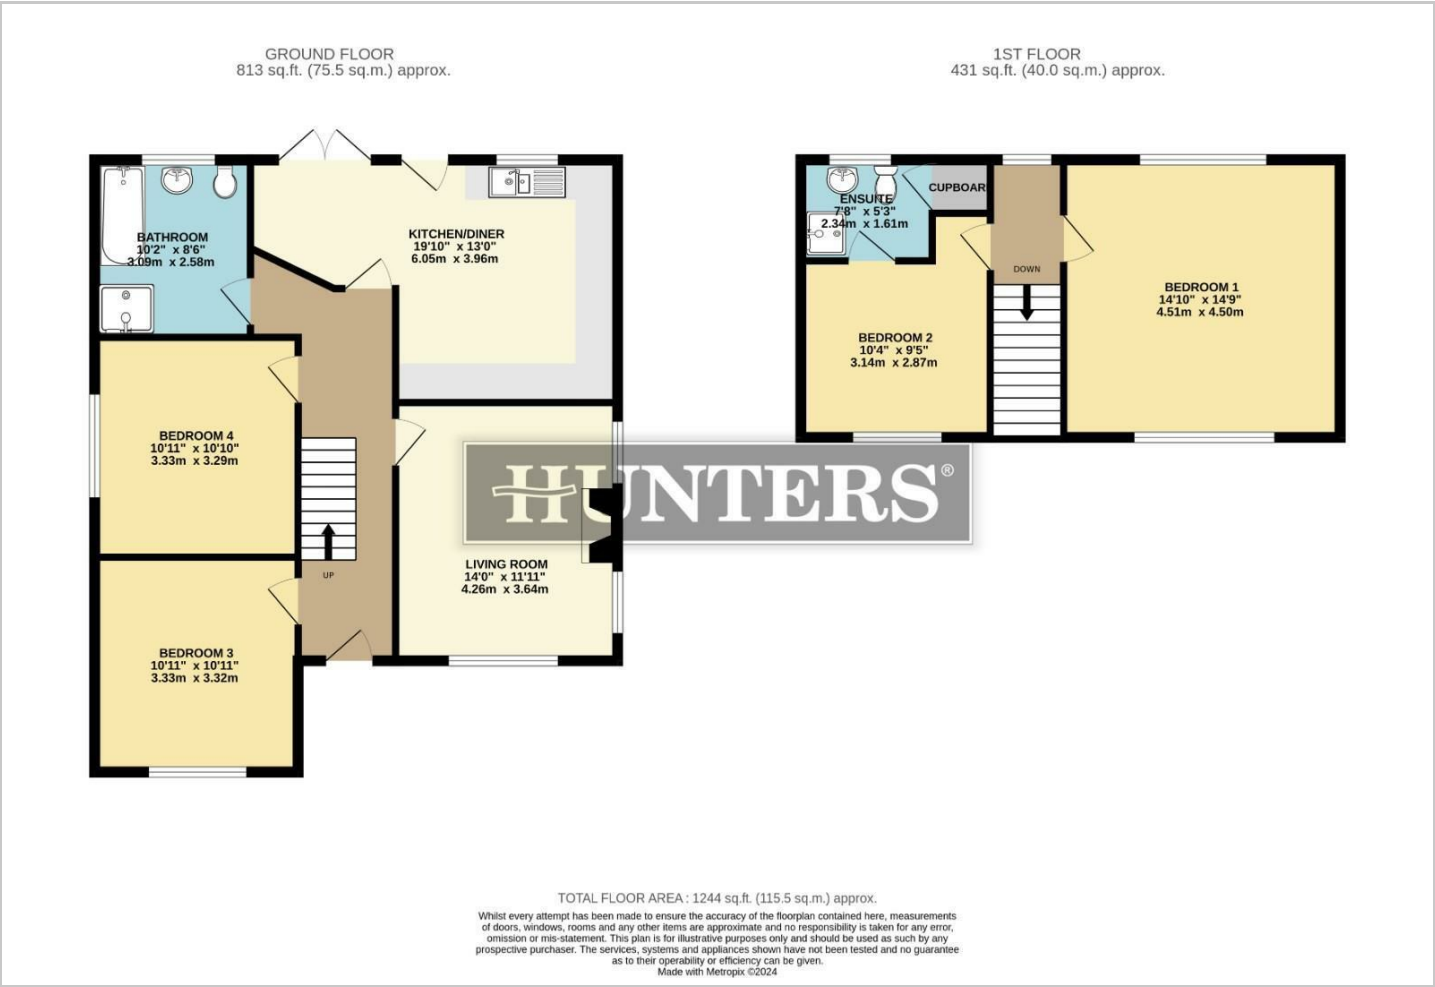 GROUND FLOOR
813 sq.ft. (75.5 sq.m.) approx.
1ST FLOOR
431 sq.ft. (40.0 sq.m.) approx.
BATHROOM
10'2" x 8'6"
3.09m x 2.58m
KITCHEN/DINER
19'10" x 13'0"
6.05m x 3.96m
BEDROOM 4
10'11" x 10'10"
3.33m x 3.29m
UP
LIVING ROOM
14'0" x 11'11"
4.26m x 3.64m
BEDROOM 3
10'11" x 10'11"
3.33m x 3.32m
ENSUITE
7'8" x 5'3"
2.34m x 1.61m
CUPBOAR
DOWN
BEDROOM 2
10'4" x 9'5"
3.14m x 2.87m
BEDROOM 1
14'10" x 14'9"
4.51m x 4.50m
HUNTERS®
TOTAL FLOOR AREA : 1244 sq.ft. (115.5 sq.m.) approx.
Whilst every attempt has been made to ensure the accuracy of the floorplan contained here, measurements
of doors, windows, rooms and any other items are approximate and no responsibility is taken for any error,
omission or mis-statement. This plan is for illustrative purposes only and should be used as such by any
prospective purchaser. The services, systems and appliances shown have not been tested and no guarantee
as to their operability or efficiency can be given.
Made with Metropix ©2024